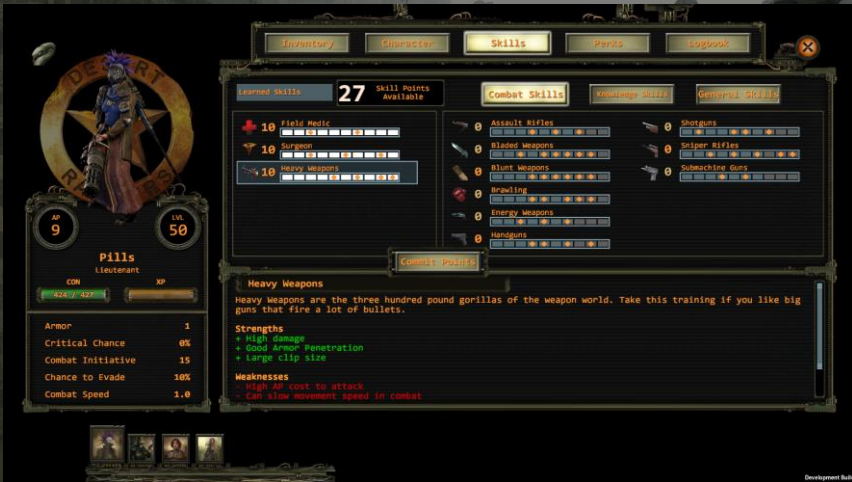 Inventory
Character
Skills
Perks
Logbook
DESERT
RANGERS
Learned Skills
27 Skill Points Available
Combat Skills
Knowledge Skills
General Skills
10 Field Medic
10 Surgeon
10 Heavy Weapons
0 Assault Rifles
0 Bladed Weapons
0 Blunt Weapons
0 Brawling
0 Energy Weapons
0 Handguns
0 Shotguns
0 Sniper Rifles
0 Submachine Guns
AP
9
LVL
50
Pills
Lieutenant
CON
XP
424 / 427
Armor 1
Critical Chance 0%
Combat Initiative 15
Chance to Evade 10%
Combat Speed 1.0
Commit Points
Heavy Weapons
Heavy Weapons are the three hundred pound gorillas of the weapon world. Take this training if you like big
guns that fire a lot of bullets.
Strengths
+ High damage
+ Good Armor Penetration
+ Large clip size
Weaknesses
- High AP cost to attack
- Can slow movement speed in combat
Development Build